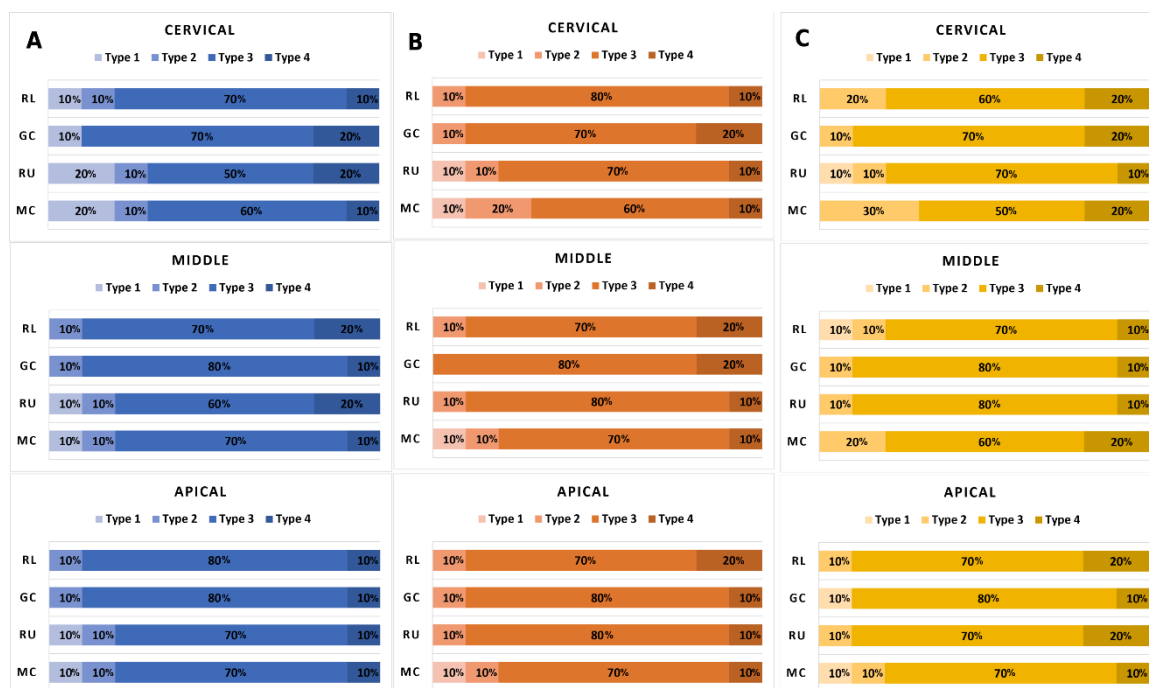 A
CERVICAL
Type 1 Type 2 Type 3 Type 4
RL 10% 10% 70% 10%
GC 10% 70% 20%
RU 20% 10% 50% 20%
MC 20% 10% 60% 10%
MIDDLE
Type 1 Type 2 Type 3 Type 4
RL 10% 70% 20%
GC 10% 80% 10%
RU 10% 10% 60% 20%
MC 10% 10% 70% 10%
APICAL
Type 1 Type 2 Type 3 Type 4
RL 10% 80% 10%
GC 10% 80% 10%
RU 10% 10% 70% 10%
MC 10% 10% 70% 10%
B
CERVICAL
Type 1 Type 2 Type 3 Type 4
RL 10% 80% 10%
GC 10% 70% 20%
RU 10% 10% 70% 10%
MC 10% 20% 60% 10%
MIDDLE
Type 1 Type 2 Type 3 Type 4
RL 10% 70% 20%
GC 80% 20%
RU 10% 80% 10%
MC 10% 10% 70% 10%
APICAL
Type 1 Type 2 Type 3 Type 4
RL 10% 70% 20%
GC 10% 80% 10%
RU 10% 80% 10%
MC 10% 10% 70% 10%
C
CERVICAL
Type 1 Type 2 Type 3 Type 4
RL 20% 60% 20%
GC 10% 70% 20%
RU 10% 10% 70% 10%
MC 30% 50% 20%
MIDDLE
Type 1 Type 2 Type 3 Type 4
RL 10% 10% 70% 10%
GC 10% 80% 10%
RU 10% 80% 10%
MC 20% 60% 20%
APICAL
Type 1 Type 2 Type 3 Type 4
RL 10% 70% 20%
GC 10% 80% 10%
RU 10% 70% 20%
MC 10% 10% 70% 10%